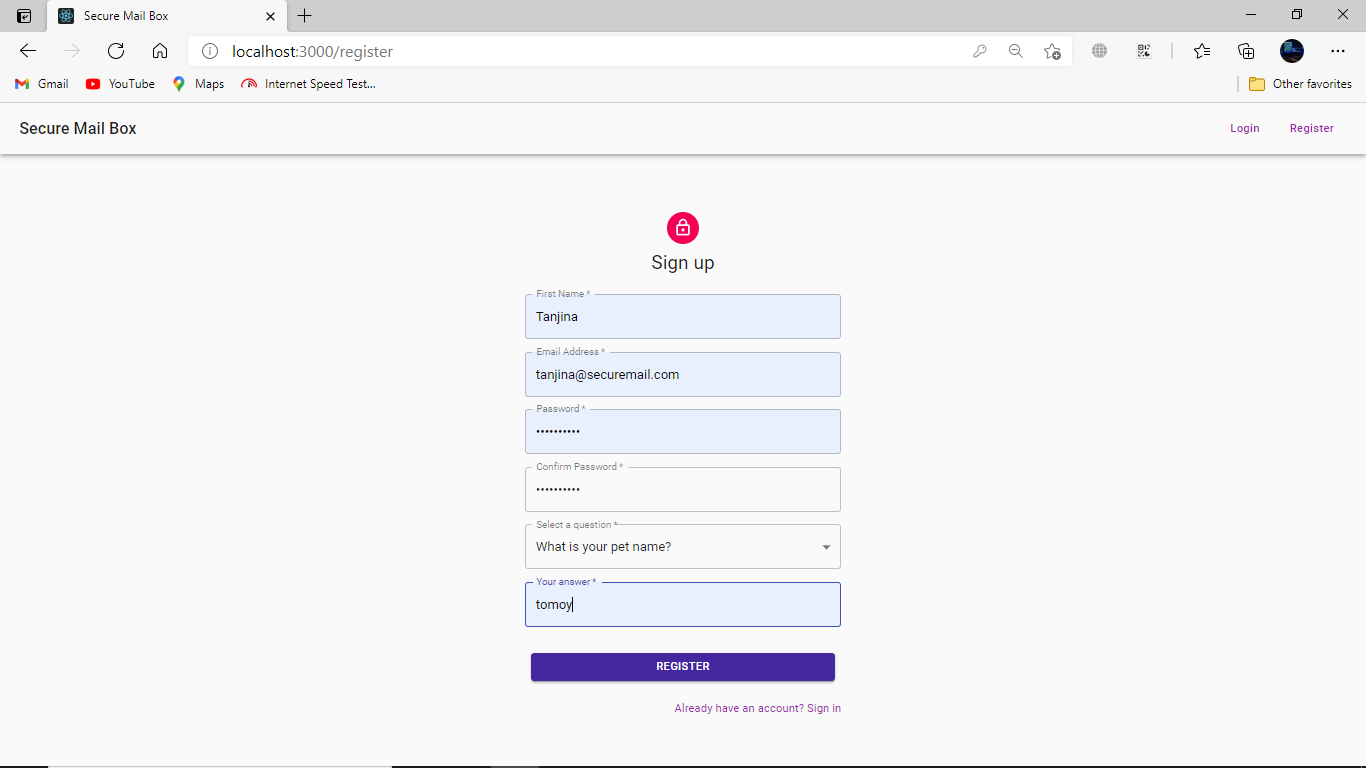 Secure Mail Box
localhost:3000/register
Gmail YouTube Maps Internet Speed Test... Other favorites
Secure Mail Box Login Register
Sign up
First Name *
Tanjina
Email Address *
tanjina@securemail.com
Password *
••••••••••
Confirm Password *
••••••••••
Select a question *
What is your pet name?
Your answer *
tomoy
REGISTER
Already have an account? Sign in